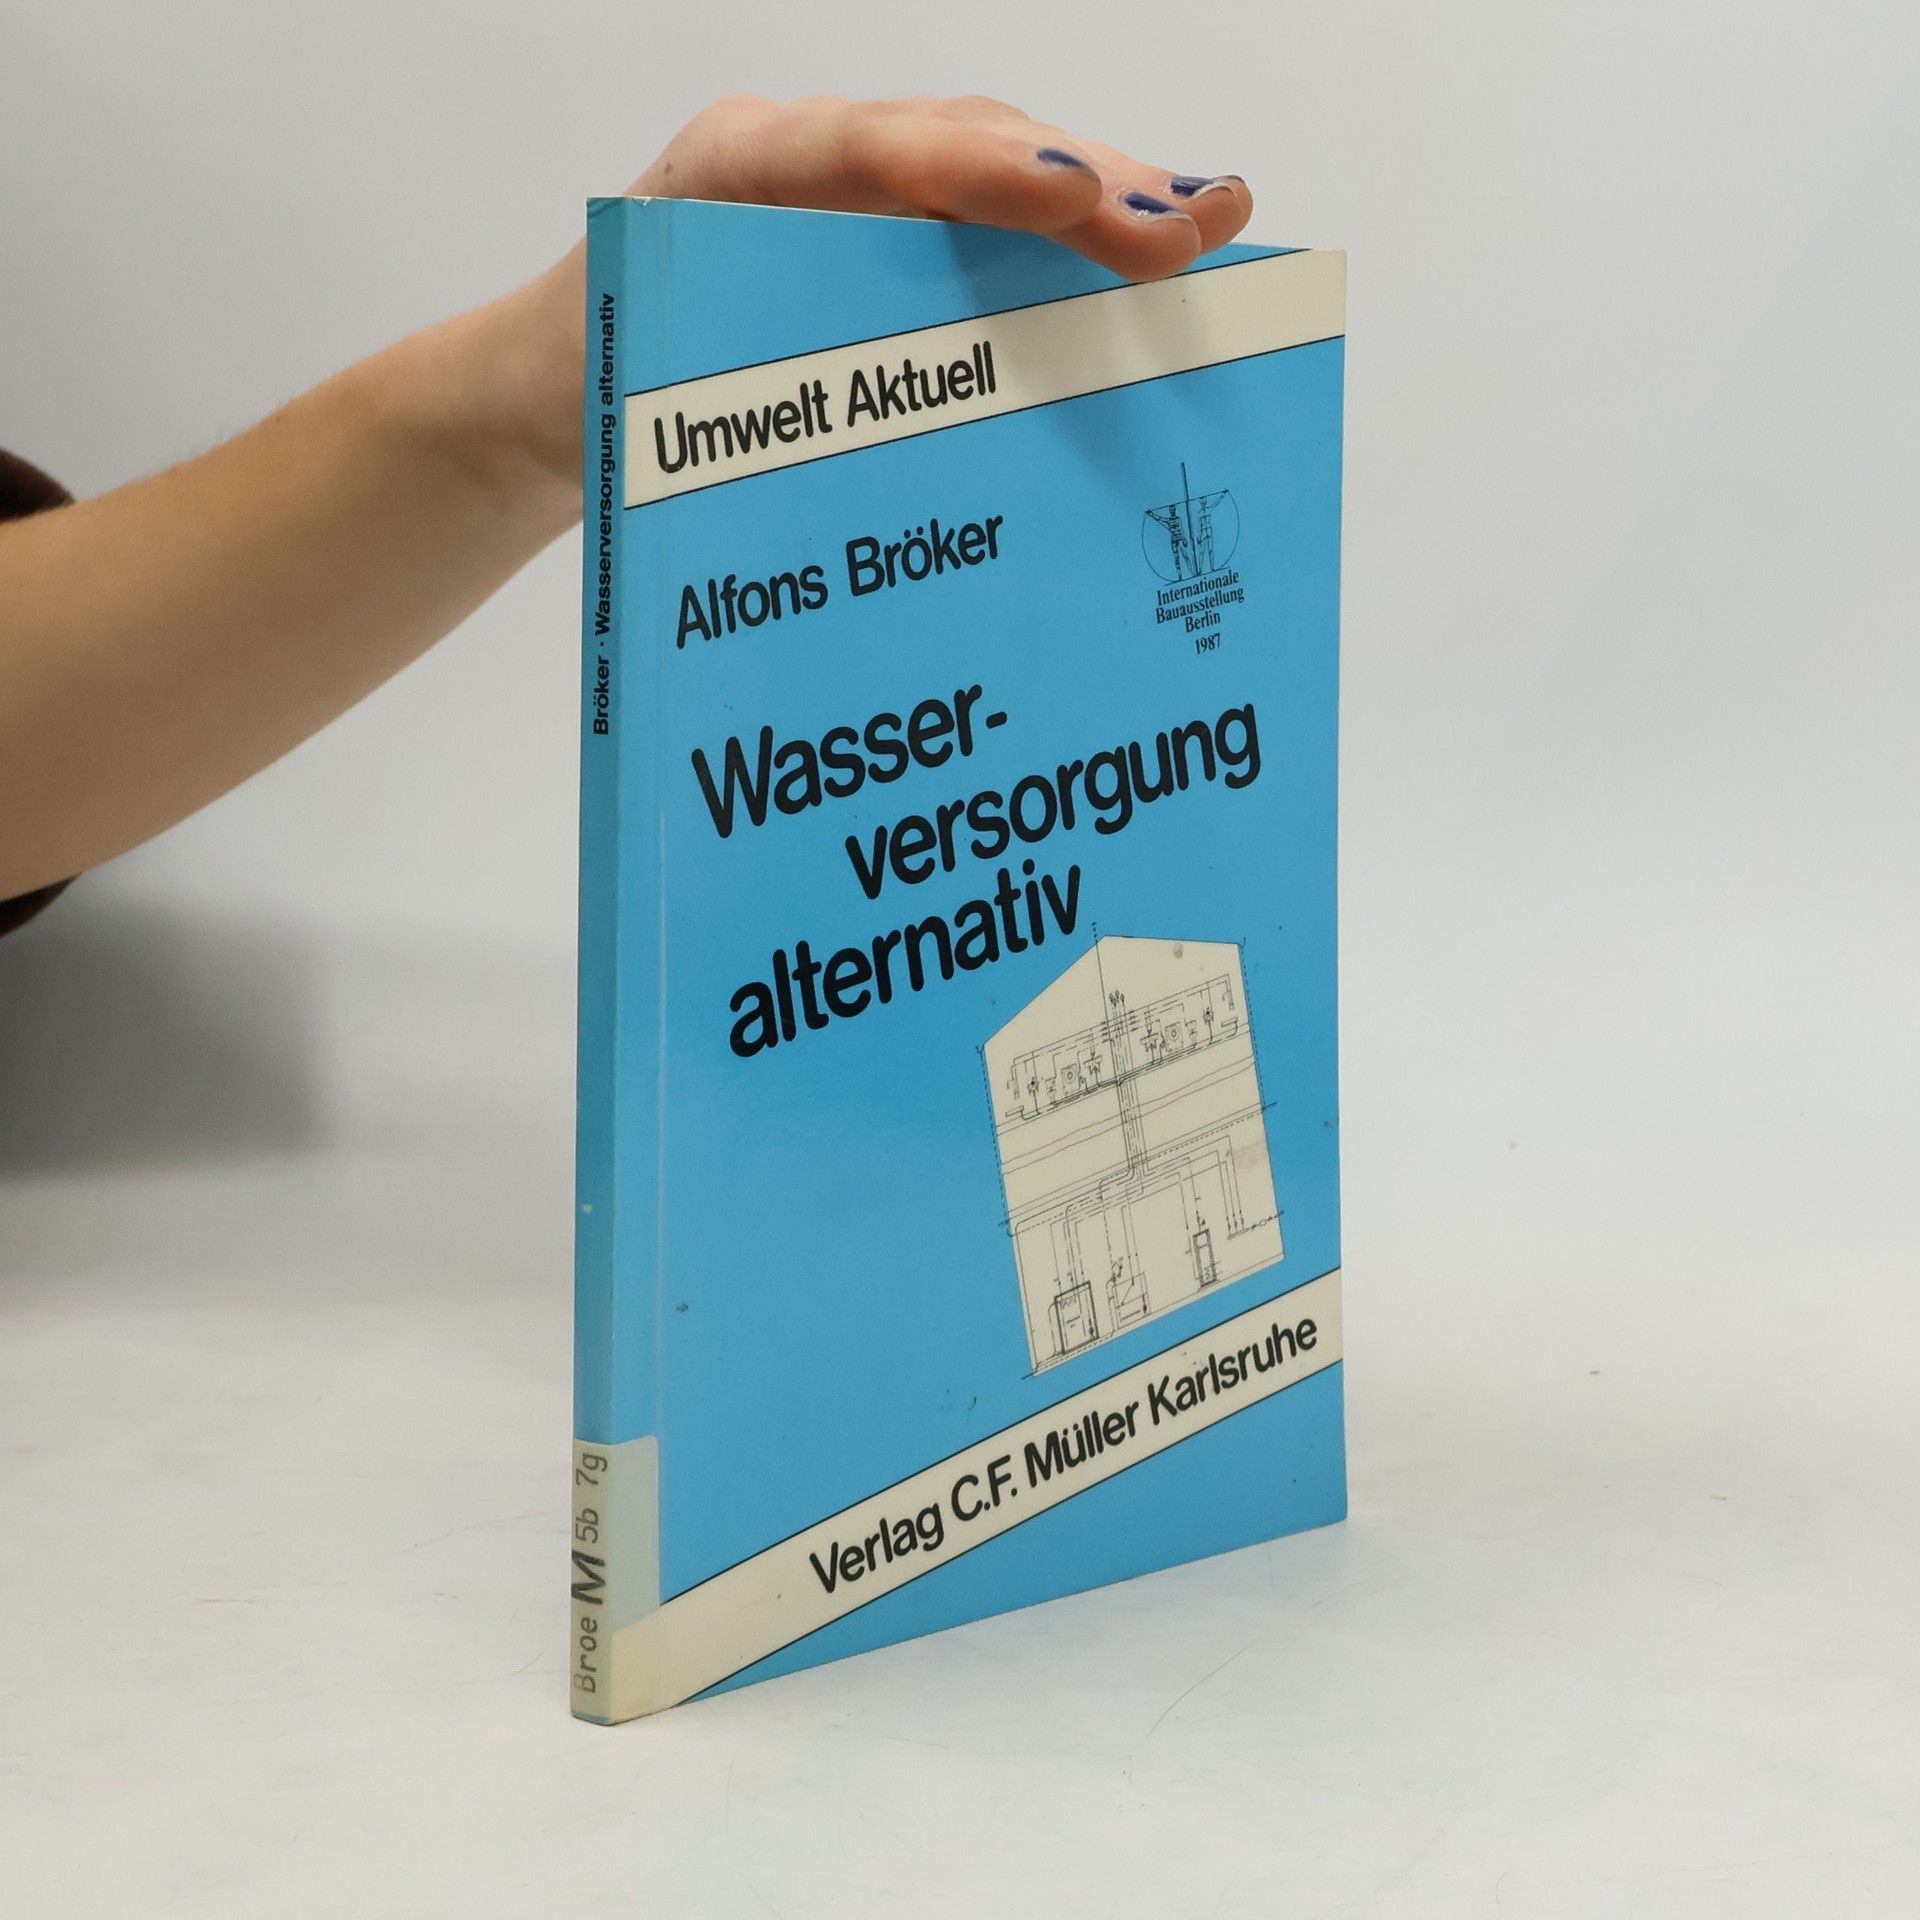 Umwelt Aktuell
Alfons Bröker
Internationale
Bauausstellung
Berlin
1987
Wasser-
versorgung
alternativ
Verlag C.F. Müller Karlsruhe
Bröker · Wasserversorgung alternativ
Broe M 5b 7g